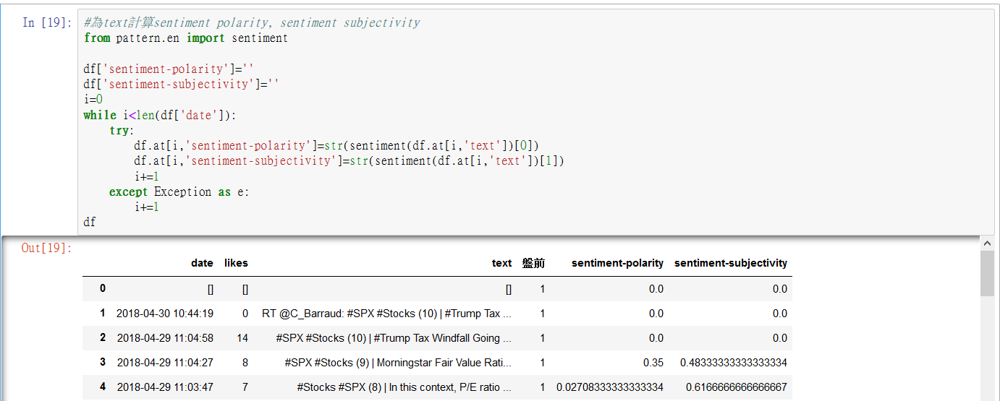 In [19]: #為text計算sentiment polarity, sentiment subjectivity
from pattern.en import sentiment
df['sentiment-polarity']=''
df['sentiment-subjectivity']=''
i=0
while i<len(df['date']):
    try:
        df.at[i,'sentiment-polarity']=str(sentiment(df.at[i,'text'])[0])
        df.at[i,'sentiment-subjectivity']=str(sentiment(df.at[i,'text'])[1])
        i+=1
    except Exception as e:
        i+=1
df
Out[19]:
date likes text 盤前 sentiment-polarity sentiment-subjectivity
0 [] [] [] 1 0.0 0.0
1 2018-04-30 10:44:19 0 RT @C_Barraud: #SPX #Stocks (10) | #Trump Tax ... 1 0.0 0.0
2 2018-04-29 11:04:58 14 #SPX #Stocks (10) | #Trump Tax Windfall Going ... 1 0.0 0.0
3 2018-04-29 11:04:27 8 #SPX #Stocks (9) | Morningstar Fair Value Rati... 1 0.35 0.48333333333333334
4 2018-04-29 11:03:47 7 #Stocks #SPX (8) | In this context, P/E ratio ... 1 0.02708333333333334 0.6166666666666667